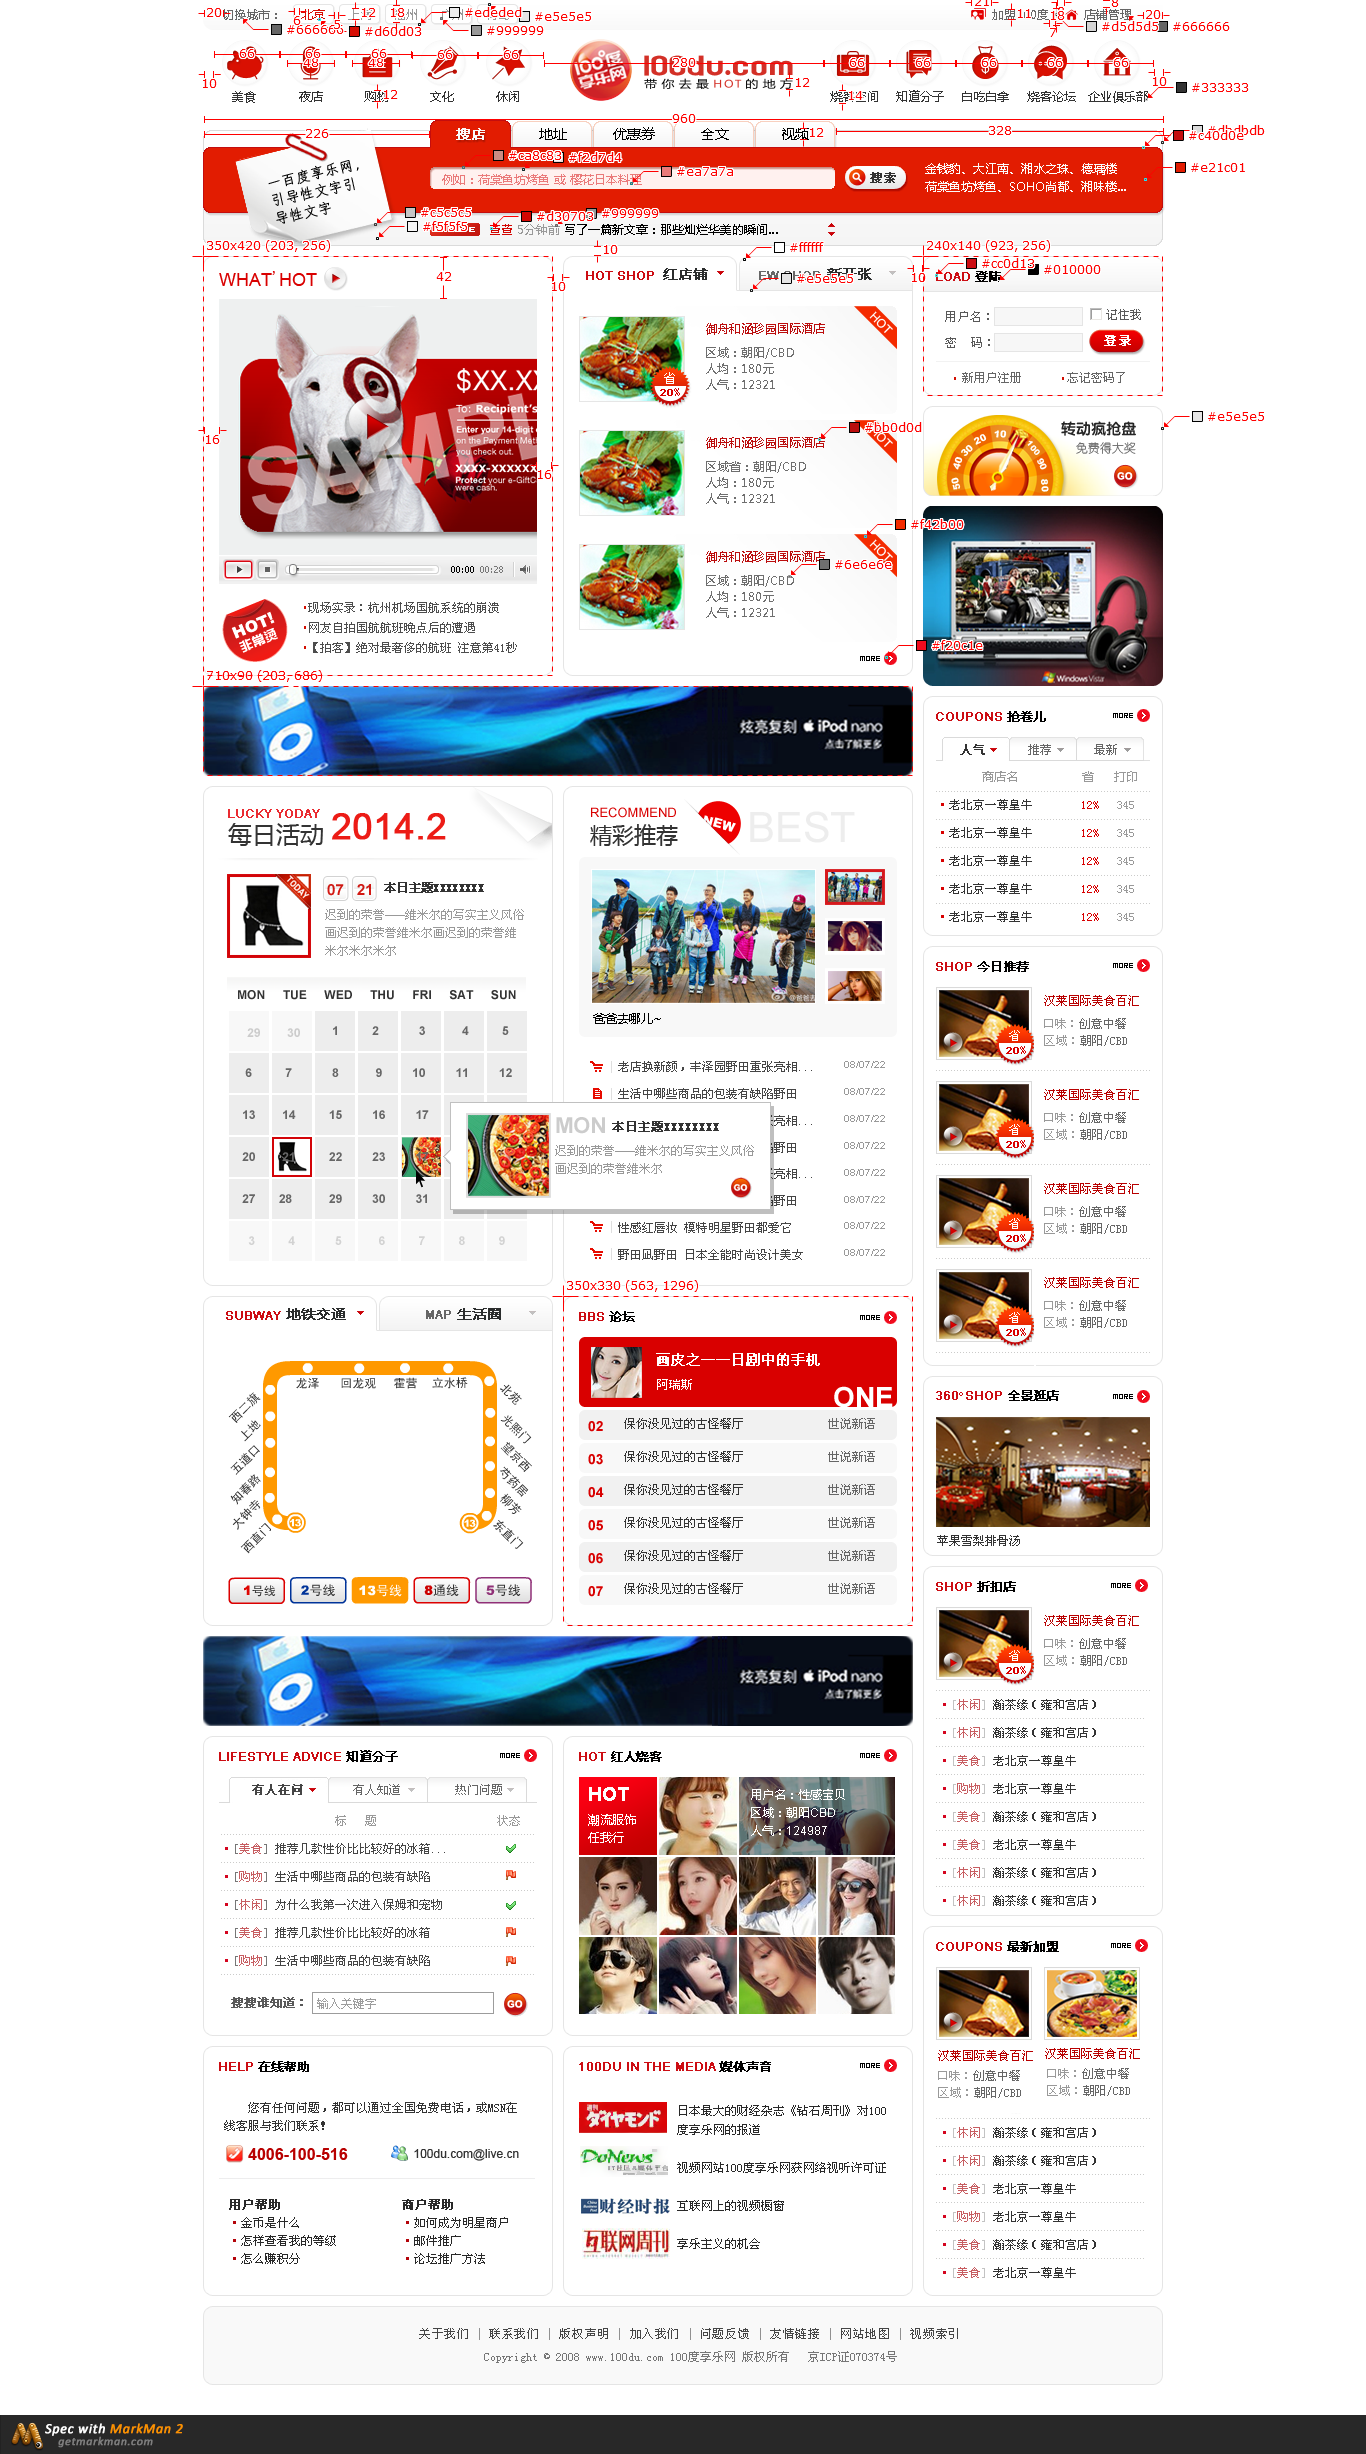 切换城市：
北京
加盟100度
店铺管理
#ededed
#e5e5e5
#666666
#d60d03
#999999
#d5d5d5
#666666
美食
夜店
购物
文化
休闲
100du.com
带你去最HOT的地方
知道分子
白吃白拿
烧客论坛
企业俱乐部
#333333
960
226
328
搜店
地址
优惠券
全文
视频
#c40d0e
#e21c01
#ca8c83
#f2d7d4
#ea7a7a
一百度享乐网，
引导性文字引
导性文字
例如：荷棠鱼坊烤鱼 或 樱花日本料理
搜索
金钱豹、大江南、湘水之珠、德瑀楼
荷棠鱼坊烤鱼、SOHO尚都、湘味楼...
#c5c5c5
#f5f5f5
#d30703
#999999
5分钟前 写了一篇新文章：那些灿烂华美的瞬间...
350x420 (203, 256)
240x140 (923, 256)
#ffffff
#e5e5e5
#cc0d13
#010000
WHAT'HOT
HOT SHOP 红店铺
新开张
LOAD 登陆
用户名：
记住我
密 码：
登录
新用户注册
忘记密码了
$XX.X
To: Recipient's
Enter your 14-digit
on the Payment Met
you check out.
XXXX-XXXXXX
Protect your e-GiftC
were cash.
SAMPL
00:00 00:28
HOT!
非常烫
现场实录：杭州机场国航系统的崩溃
网友自拍国航航班晚点后的遭遇
【拍客】绝对最奢侈的航班 注意第41秒
御舟和涵珍园国际酒店
区域：朝阳/CBD
人均：180元
人气：12321
省
20%
HOT
御舟和涵珍园国际酒店
区域省：朝阳/CBD
人均：180元
人气：12321
HOT
#bb0d0d
御舟和涵珍园国际酒店
区域：朝阳/CBD
人均：180元
人气：12321
HOT
#f42b00
#6e6e6e
#f20c1e
MORE
#e5e5e5
转动疯抢盘
免费得大奖
GO
Windows Vista
710x90 (203, 686)
炫亮复刻 iPod nano
点击了解更多
COUPONS 抢卷儿
MORE
人气
推荐
最新
商店名 省 打印
老北京一尊皇牛 12% 345
老北京一尊皇牛 12% 345
老北京一尊皇牛 12% 345
老北京一尊皇牛 12% 345
老北京一尊皇牛 12% 345
LUCKY YODAY
每日活动 2014.2
TODAY
07 21 本日主题xxxxxxxx
迟到的荣誉——维米尔的写实主义风俗
画迟到的荣誉維米尔画迟到的荣誉維
米尔米尔米尔
MON TUE WED THU FRI SAT SUN
29 30 1 2 3 4 5
6 7 8 9 10 11 12
13 14 15 16 17
20 21 22 23
27 28 29 30 31
3 4 5 6 7 8 9
MON 本日主题xxxxxxxx
迟到的荣誉——维米尔的写实主义风俗
画迟到的荣誉維米尔
GO
RECOMMEND
精彩推荐
NEW
BEST
爸爸去哪儿~
老店换新颜，丰泽园野田重张亮相... 08/07/22
生活中哪些商品的包装有缺陷野田 08/07/22
亮相... 08/07/22
野田 08/07/22
亮相... 08/07/22
野田 08/07/22
性感红唇妆 模特明星野田都爱它 08/07/22
野田凪野田 日本全能时尚设计美女 08/07/22
SHOP 今日推荐
MORE
汉莱国际美食百汇
口味：创意中餐
区域：朝阳/CBD
省
20%
汉莱国际美食百汇
口味：创意中餐
区域：朝阳/CBD
省
20%
汉莱国际美食百汇
口味：创意中餐
区域：朝阳/CBD
省
20%
汉莱国际美食百汇
口味：创意中餐
区域：朝阳/CBD
省
20%
350x330 (563, 1296)
SUBWAY 地铁交通
MAP 生活圈
龙泽 回龙观 霍营 立水桥
西二旗
上地
五道口
知春路
大钟寺
西直门
北苑
光熙门
望京西
芍药居
柳芳
东直门
13
13
1号线
2号线
13号线
8通线
5号线
BBS 论坛
MORE
画皮之——日剧中的手机
阿瑞斯
ONE
02 保你没见过的古怪餐厅 世说新语
03 保你没见过的古怪餐厅 世说新语
04 保你没见过的古怪餐厅 世说新语
05 保你没见过的古怪餐厅 世说新语
06 保你没见过的古怪餐厅 世说新语
07 保你没见过的古怪餐厅 世说新语
360°SHOP 全景逛店
MORE
苹果雪梨排骨汤
SHOP 折扣店
MORE
汉莱国际美食百汇
口味：创意中餐
区域：朝阳/CBD
省
20%
[休闲] 瀚茶缘（雍和宫店）
[休闲] 瀚茶缘（雍和宫店）
[美食] 老北京一尊皇牛
[购物] 老北京一尊皇牛
[美食] 瀚茶缘（雍和宫店）
[美食] 老北京一尊皇牛
[休闲] 瀚茶缘（雍和宫店）
[休闲] 瀚茶缘（雍和宫店）
炫亮复刻 iPod nano
点击了解更多
LIFESTYLE ADVICE 知道分子
MORE
有人在问
有人知道
热门问题
标 题 状态
[美食] 推荐几款性价比比较好的冰箱...
[购物] 生活中哪些商品的包装有缺陷
[休闲] 为什么我第一次进入保姆和宠物
[美食] 推荐几款性价比比较好的冰箱
[购物] 生活中哪些商品的包装有缺陷
搜搜谁知道：
输入关键字
GO
HOT 红人烧客
MORE
HOT
潮流服饰
任我行
用户名：性感宝贝
区域：朝阳CBD
人气：124987
COUPONS 最新加盟
MORE
汉莱国际美食百汇
口味：创意中餐
区域：朝阳/CBD
汉莱国际美食百汇
口味：创意中餐
区域：朝阳/CBD
[休闲] 瀚茶缘（雍和宫店）
[休闲] 瀚茶缘（雍和宫店）
[美食] 老北京一尊皇牛
[购物] 老北京一尊皇牛
[美食] 瀚茶缘（雍和宫店）
[美食] 老北京一尊皇牛
HELP 在线帮助
您有任何问题，都可以通过全国免费电话，或MSN在
线客服与我们联系！
4006-100-516
100du.com@live.cn
用户帮助
金币是什么
怎样查看我的等级
怎么赚积分
商户帮助
如何成为明星商户
邮件推广
论坛推广方法
100DU IN THE MEDIA 媒体声音
MORE
ダイヤモンド
日本最大的财经杂志《钻石周刊》对100
度享乐网的报道
DoNews
视频网站100度享乐网获网络视听许可证
财经时报
互联网上的视频橱窗
互联网周刊
享乐主义的机会
关于我们 | 联系我们 | 版权声明 | 加入我们 | 问题反馈 | 友情链接 | 网站地图 | 视频索引
Copyright © 2008 www.100du.com 100度享乐网 版权所有 京ICP证070374号
Spec with MarkMan 2
getmarkman.com